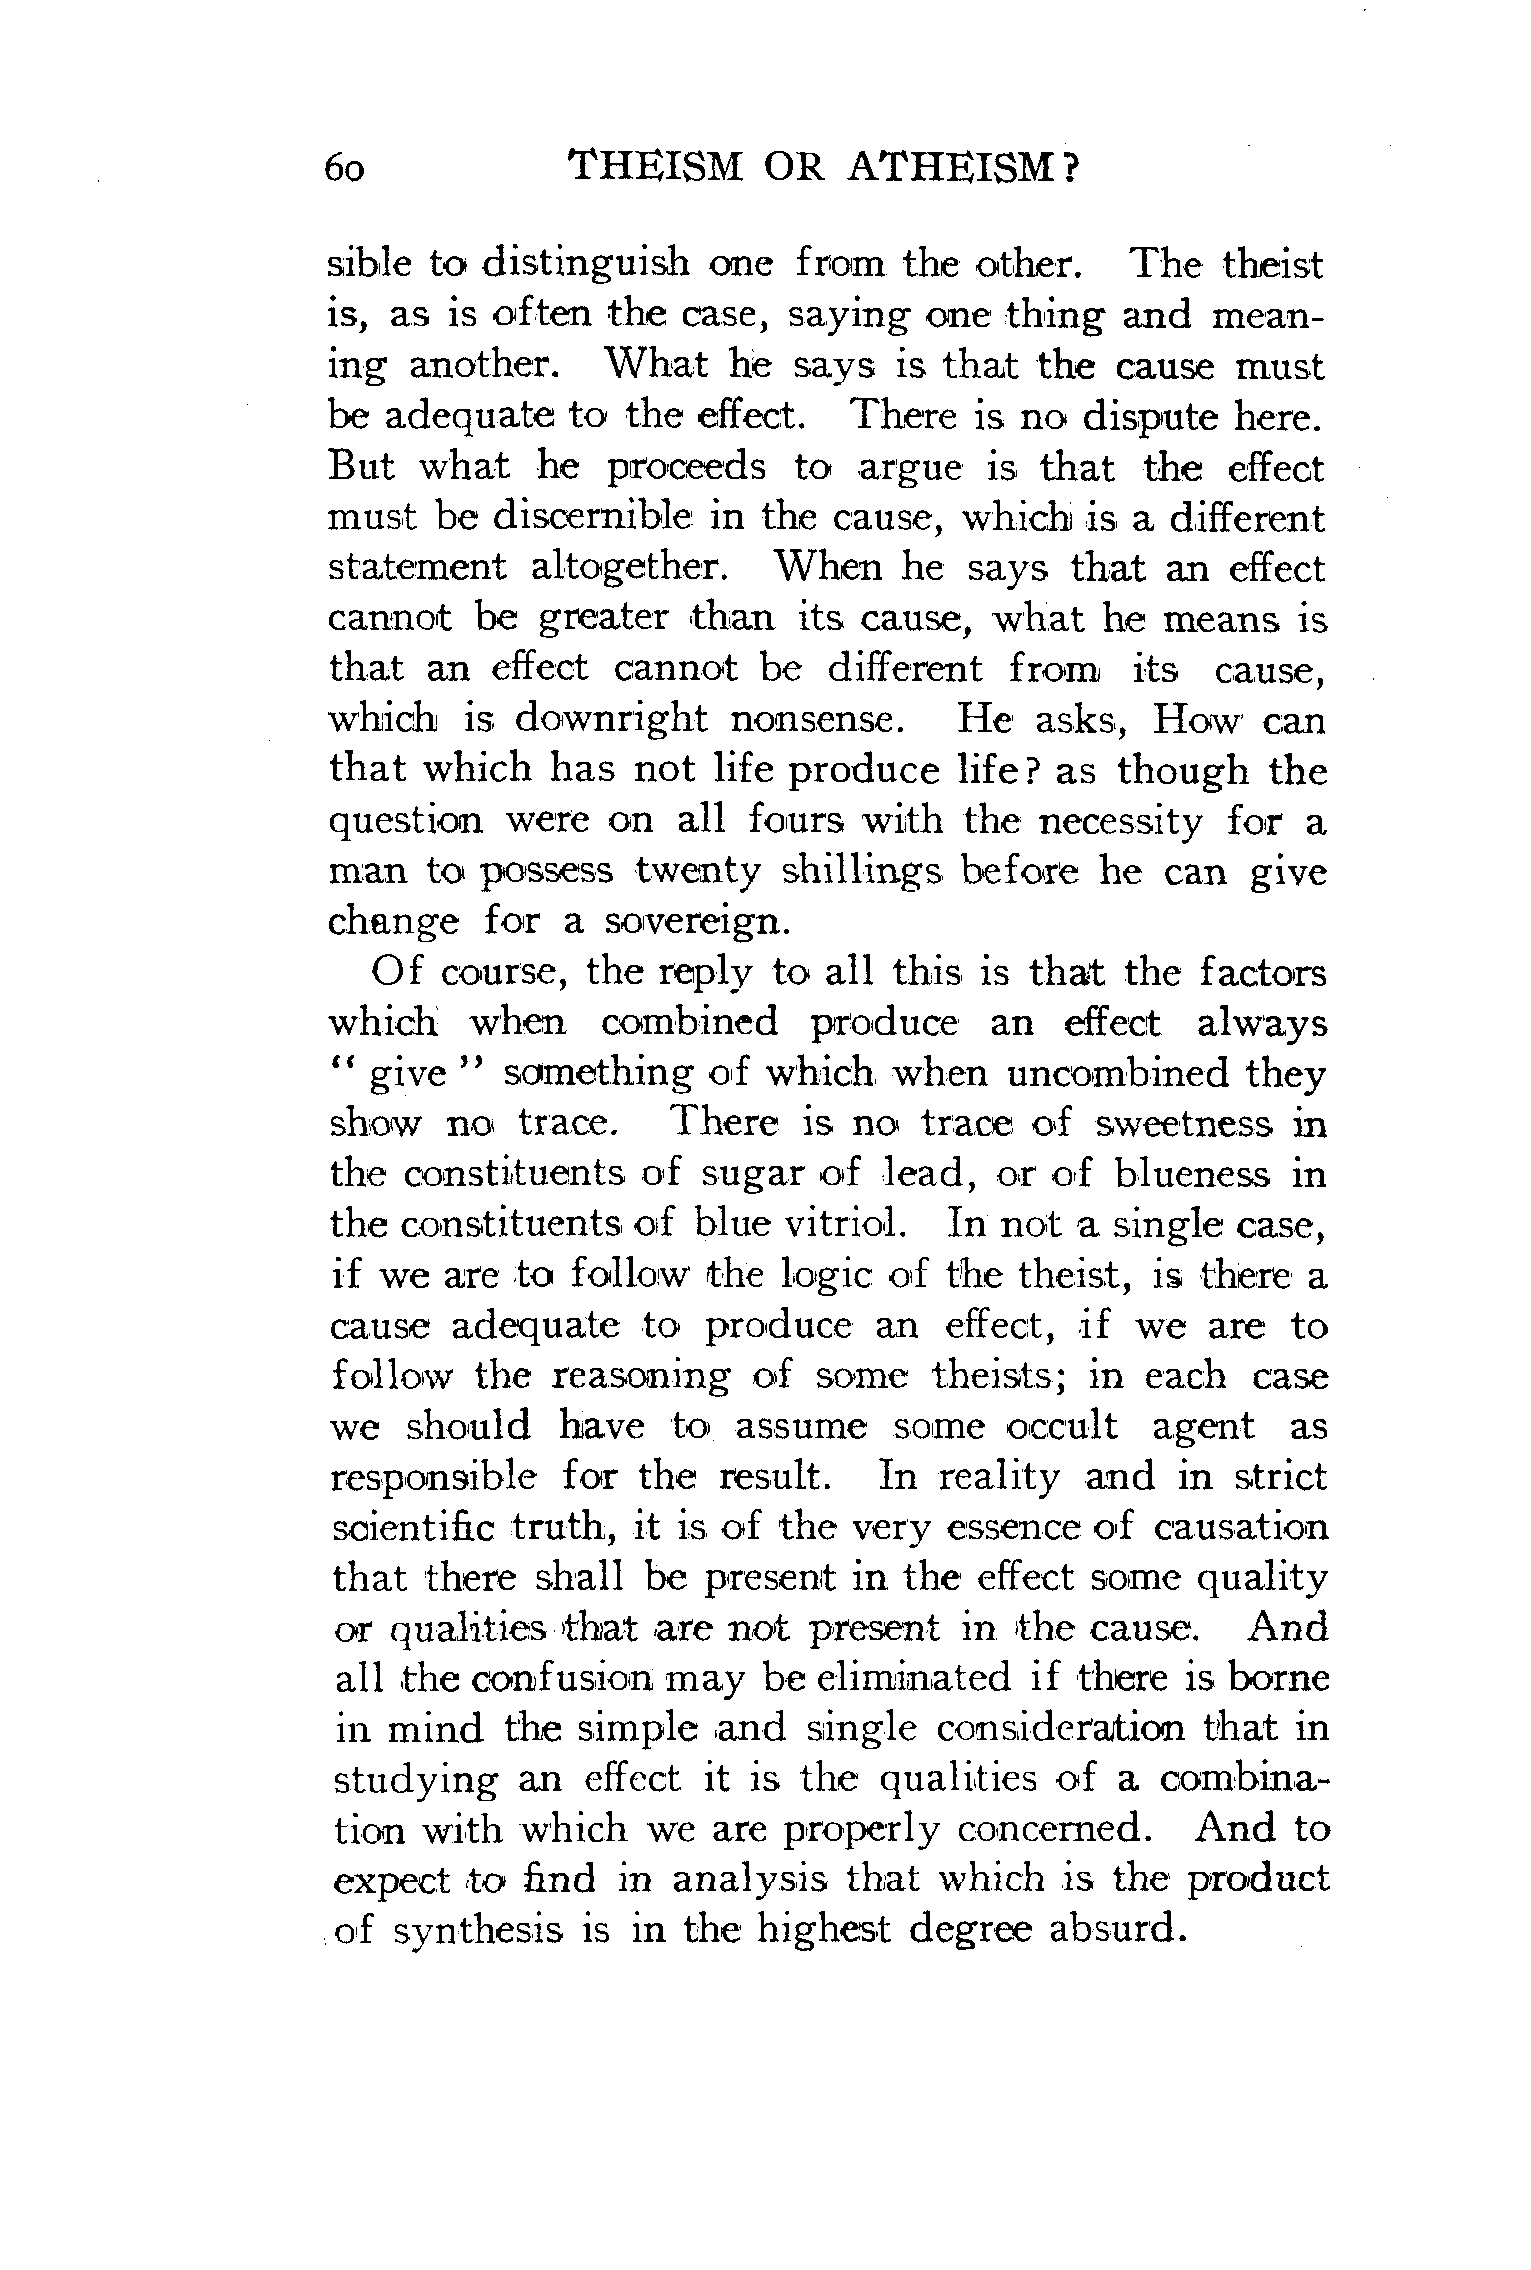 60 THEISM OR ATHEISM?
sible to distinguish one from the other. The theist
is, as is often the case, saying one thing and mean-
ing another. What he says is that the cause must
be adequate to the effect. There is no dispute here.
But what he proceeds to argue is that the effect
must be discernible in the cause, which is a different
statement altogether. When he says that an effect
cannot be greater than its cause, what he means is
that an effect cannot be different from its cause,
which is downright nonsense. He asks, How can
that which has not life produce life? as though the
question were on all fours with the necessity for a
man to possess twenty shillings before he can give
change for a sovereign.
Of course, the reply to all this is that the factors
which when combined produce an effect always
" give " something of which when uncombined they
show no trace. There is no trace of sweetness in
the constituents of sugar of lead, or of blueness in
the constituents of blue vitriol. In not a single case,
if we are to follow the logic of the theist, is there a
cause adequate to produce an effect, if we are to
follow the reasoning of some theists; in each case
we should have to assume some occult agent as
responsible for the result. In reality and in strict
scientific truth, it is of the very essence of causation
that there shall be present in the effect some quality
or qualities that are not present in the cause. And
all the confusion may be eliminated if there is borne
in mind the simple and single consideration that in
studying an effect it is the qualities of a combina-
tion with which we are properly concerned. And to
expect to find in analysis that which is the product
of synthesis is in the highest degree absurd.